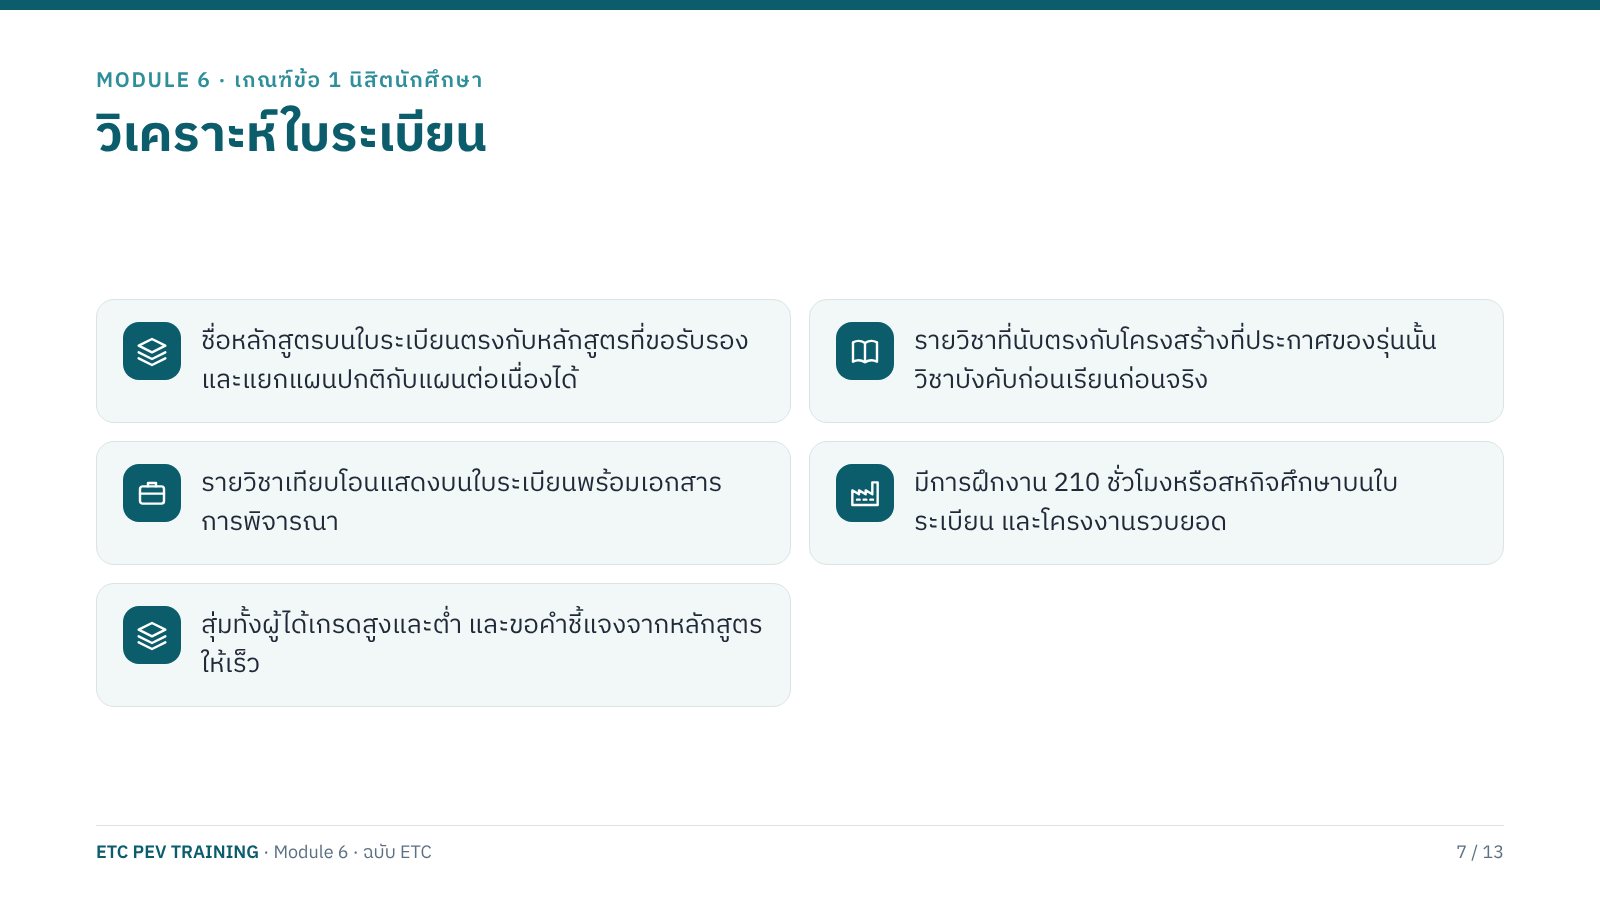 MODULE 6 · เกณฑ์ข้อ 1 นิสิตนักศึกษา
วิเคราะห์ใบระเบียน
ชื่อหลักสูตรบนใบระเบียนตรงกับหลักสูตรที่ขอรับรอง
และแยกแผนปกติกับแผนต่อเนื่องได้
รายวิชาที่นับตรงกับโครงสร้างที่ประกาศของรุ่นนั้น
วิชาบังคับก่อนเรียนก่อนจริง
รายวิชาเทียบโอนแสดงบนใบระเบียนพร้อมเอกสาร
การพิจารณา
มีการฝึกงาน 210 ชั่วโมงหรือสหกิจศึกษาบนใบ
ระเบียน และโครงงานรวบยอด
สุ่มทั้งผู้ได้เกรดสูงและต่ำ และขอคำชี้แจงจากหลักสูตร
ให้เร็ว
ETC PEV TRAINING · Module 6 · ฉบับ ETC
7 / 13